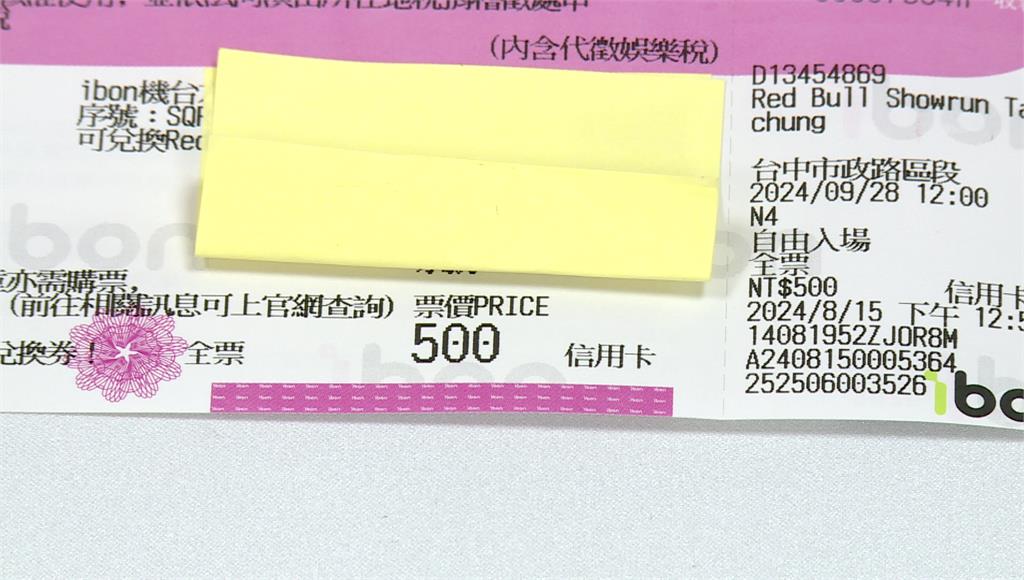 (內含代徵娛樂稅)
ibon機台
序號：SQR
可兌換Red
亦需購票，
(前往相關訊息可上官網查詢) 票價PRICE
500
兌換券！ 全票 信用卡
D13454869
Red Bull Showrun Ta
chung
台中市政路區段
2024/09/28 12:00
N4
自由入場
全票
NT$500 信用卡
2024/8/15 下午 12:5
14081952ZJOR8M
A2408150005364
252506003526
ibo